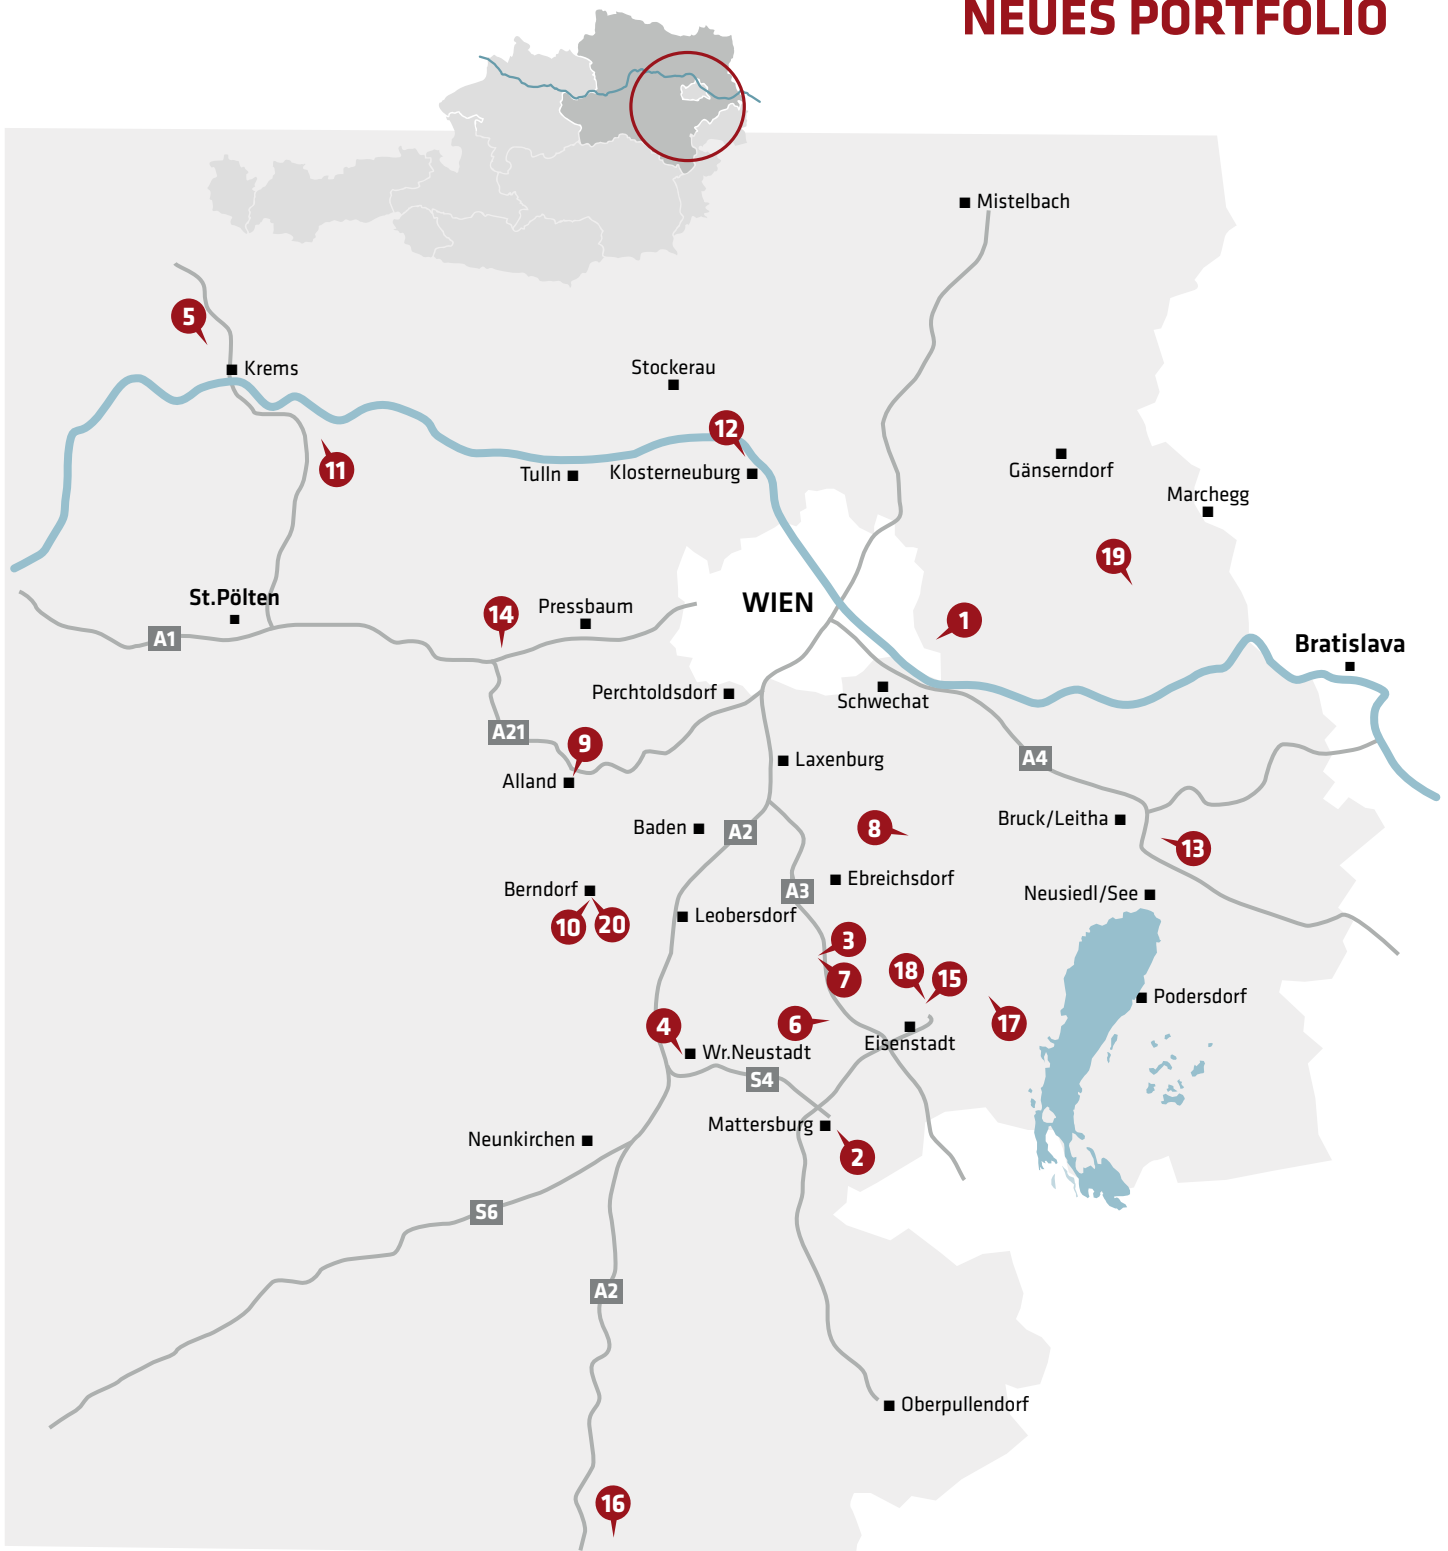 NEUES PORTFOLIO
Mistelbach
5
Krems
Stockerau
12
11
Tulln
Klosterneuburg
Gänserndorf
Marchegg
19
St.Pölten
14
Pressbaum
WIEN
1
A1
Bratislava
Perchtoldsdorf
Schwechat
A21
9
Laxenburg
A4
Alland
Baden
A2
8
Bruck/Leitha
13
Berndorf
A3
Ebreichsdorf
Neusiedl/See
10
20
Leobersdorf
3
7
18
15
Podersdorf
4
6
17
Wr.Neustadt
Eisenstadt
S4
Mattersburg
2
Neunkirchen
S6
A2
Oberpullendorf
16